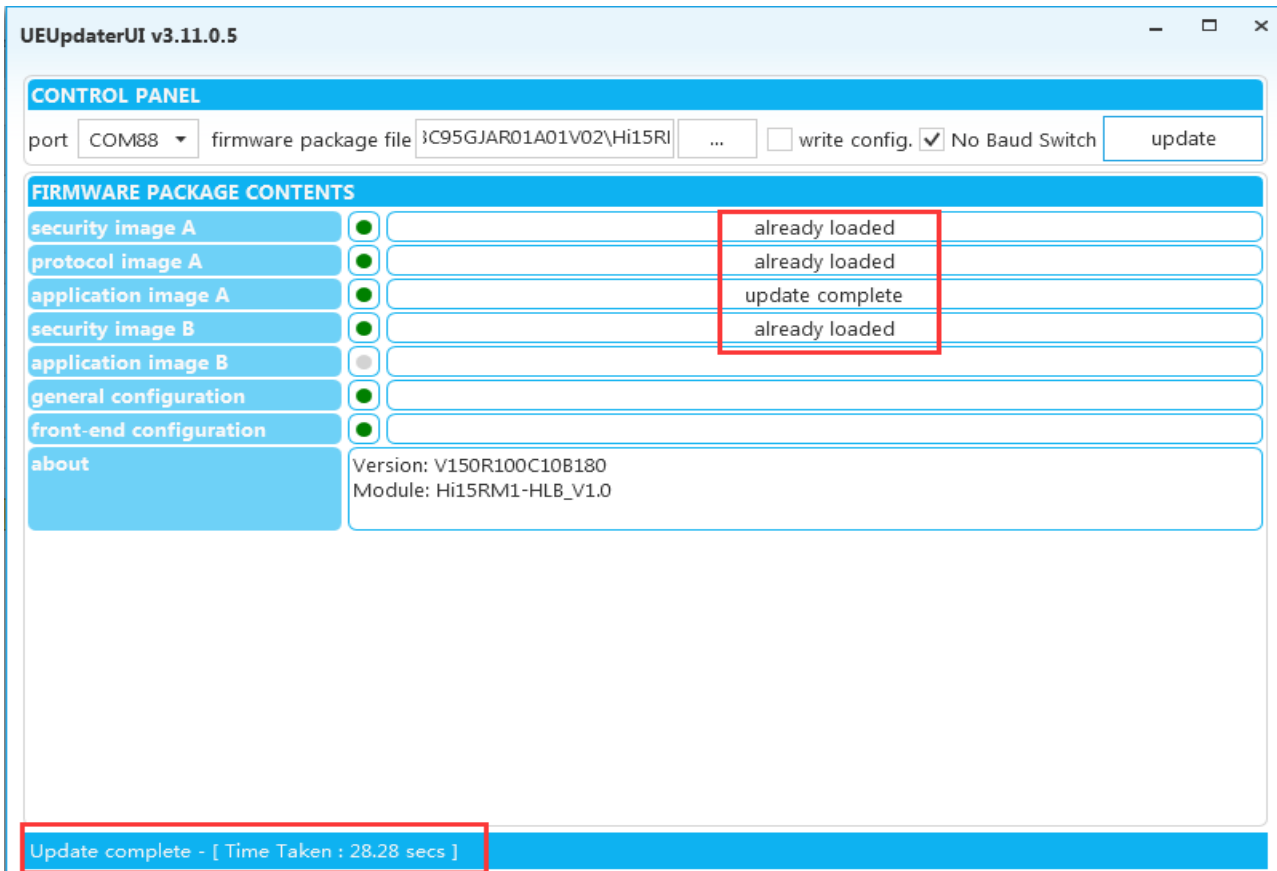 UEUpdaterUI v3.11.0.5
CONTROL PANEL
port COM88 firmware package file 3C95GJAR01A01V02\Hi15RI ... write config. No Baud Switch update
FIRMWARE PACKAGE CONTENTS
security image A already loaded
protocol image A already loaded
application image A update complete
security image B already loaded
application image B
general configuration
front-end configuration
about Version: V150R100C10B180
Module: Hi15RM1-HLB_V1.0
Update complete - [ Time Taken : 28.28 secs ]